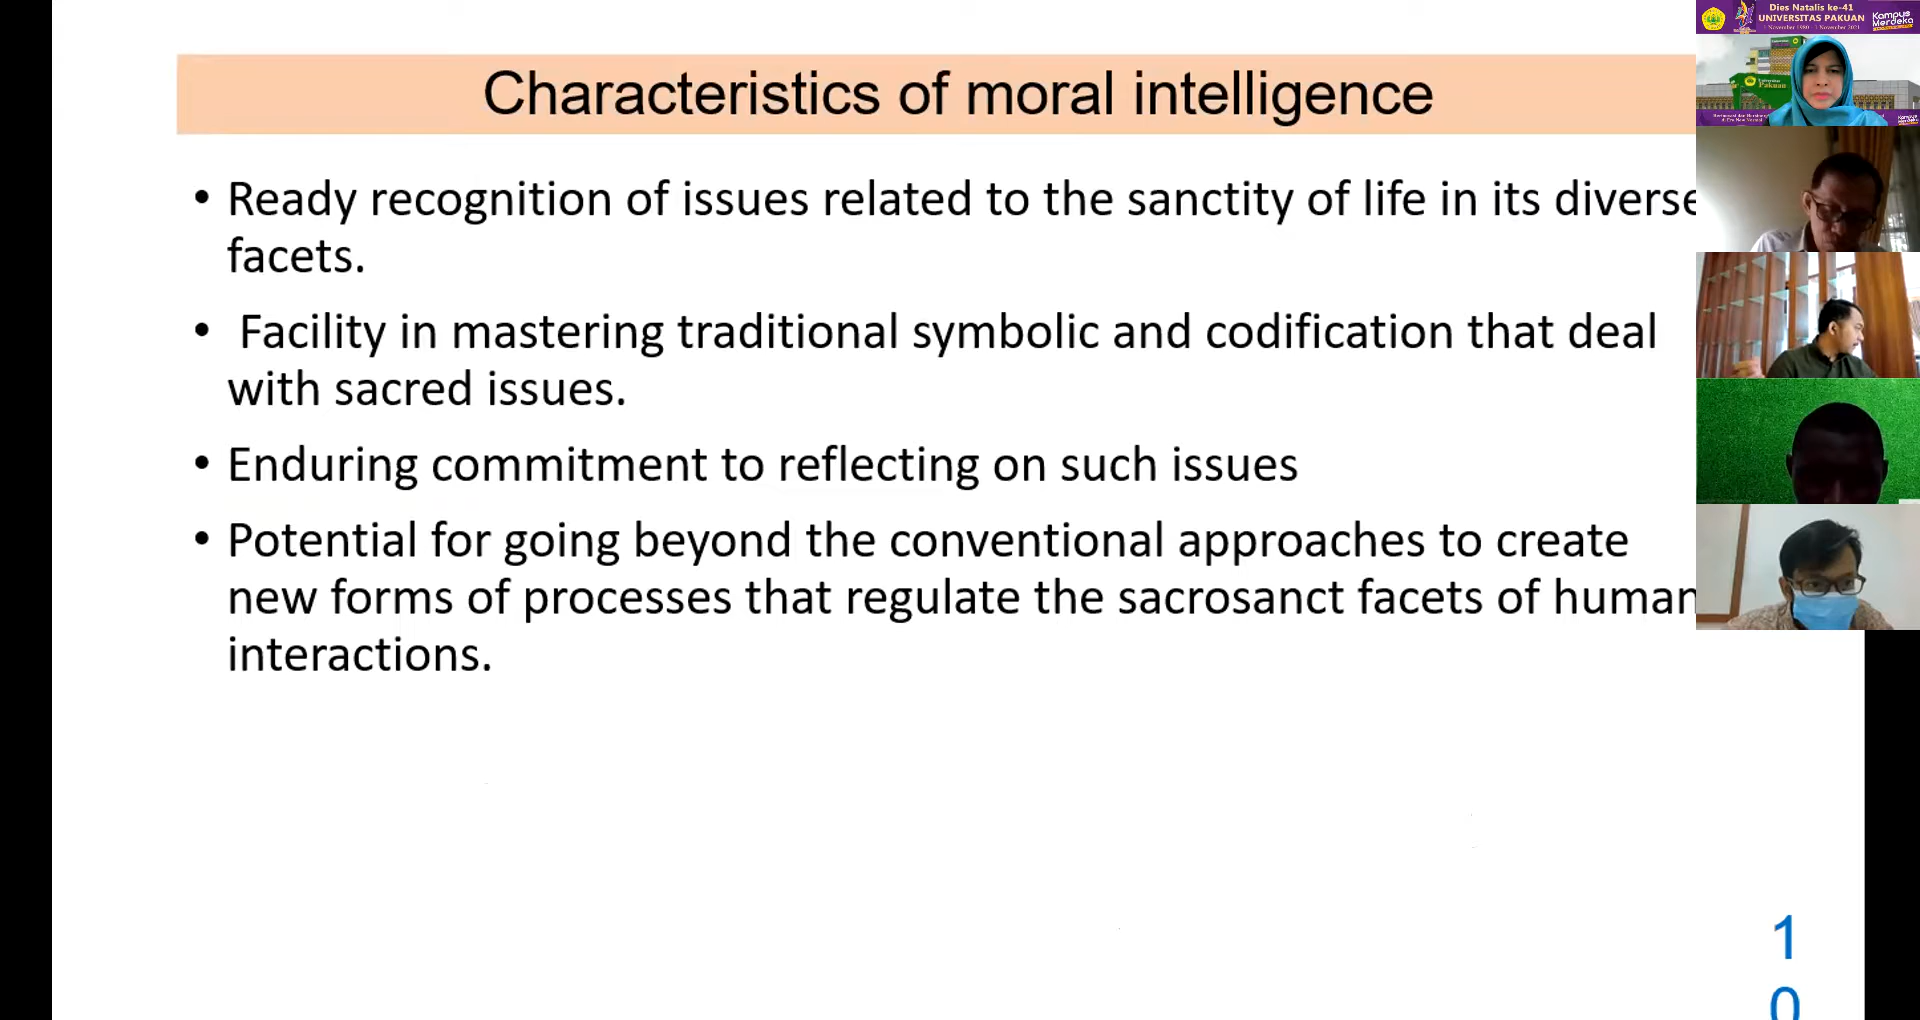 Characteristics of moral intelligence
• Ready recognition of issues related to the sanctity of life in its diverse
facets.
• Facility in mastering traditional symbolic and codification that deal
with sacred issues.
• Enduring commitment to reflecting on such issues
• Potential for going beyond the conventional approaches to create
new forms of processes that regulate the sacrosanct facets of human
interactions.
1
0
Dies Natalis ke-41
UNIVERSITAS PAKUAN
Kampus
Merdeka
Pakuan